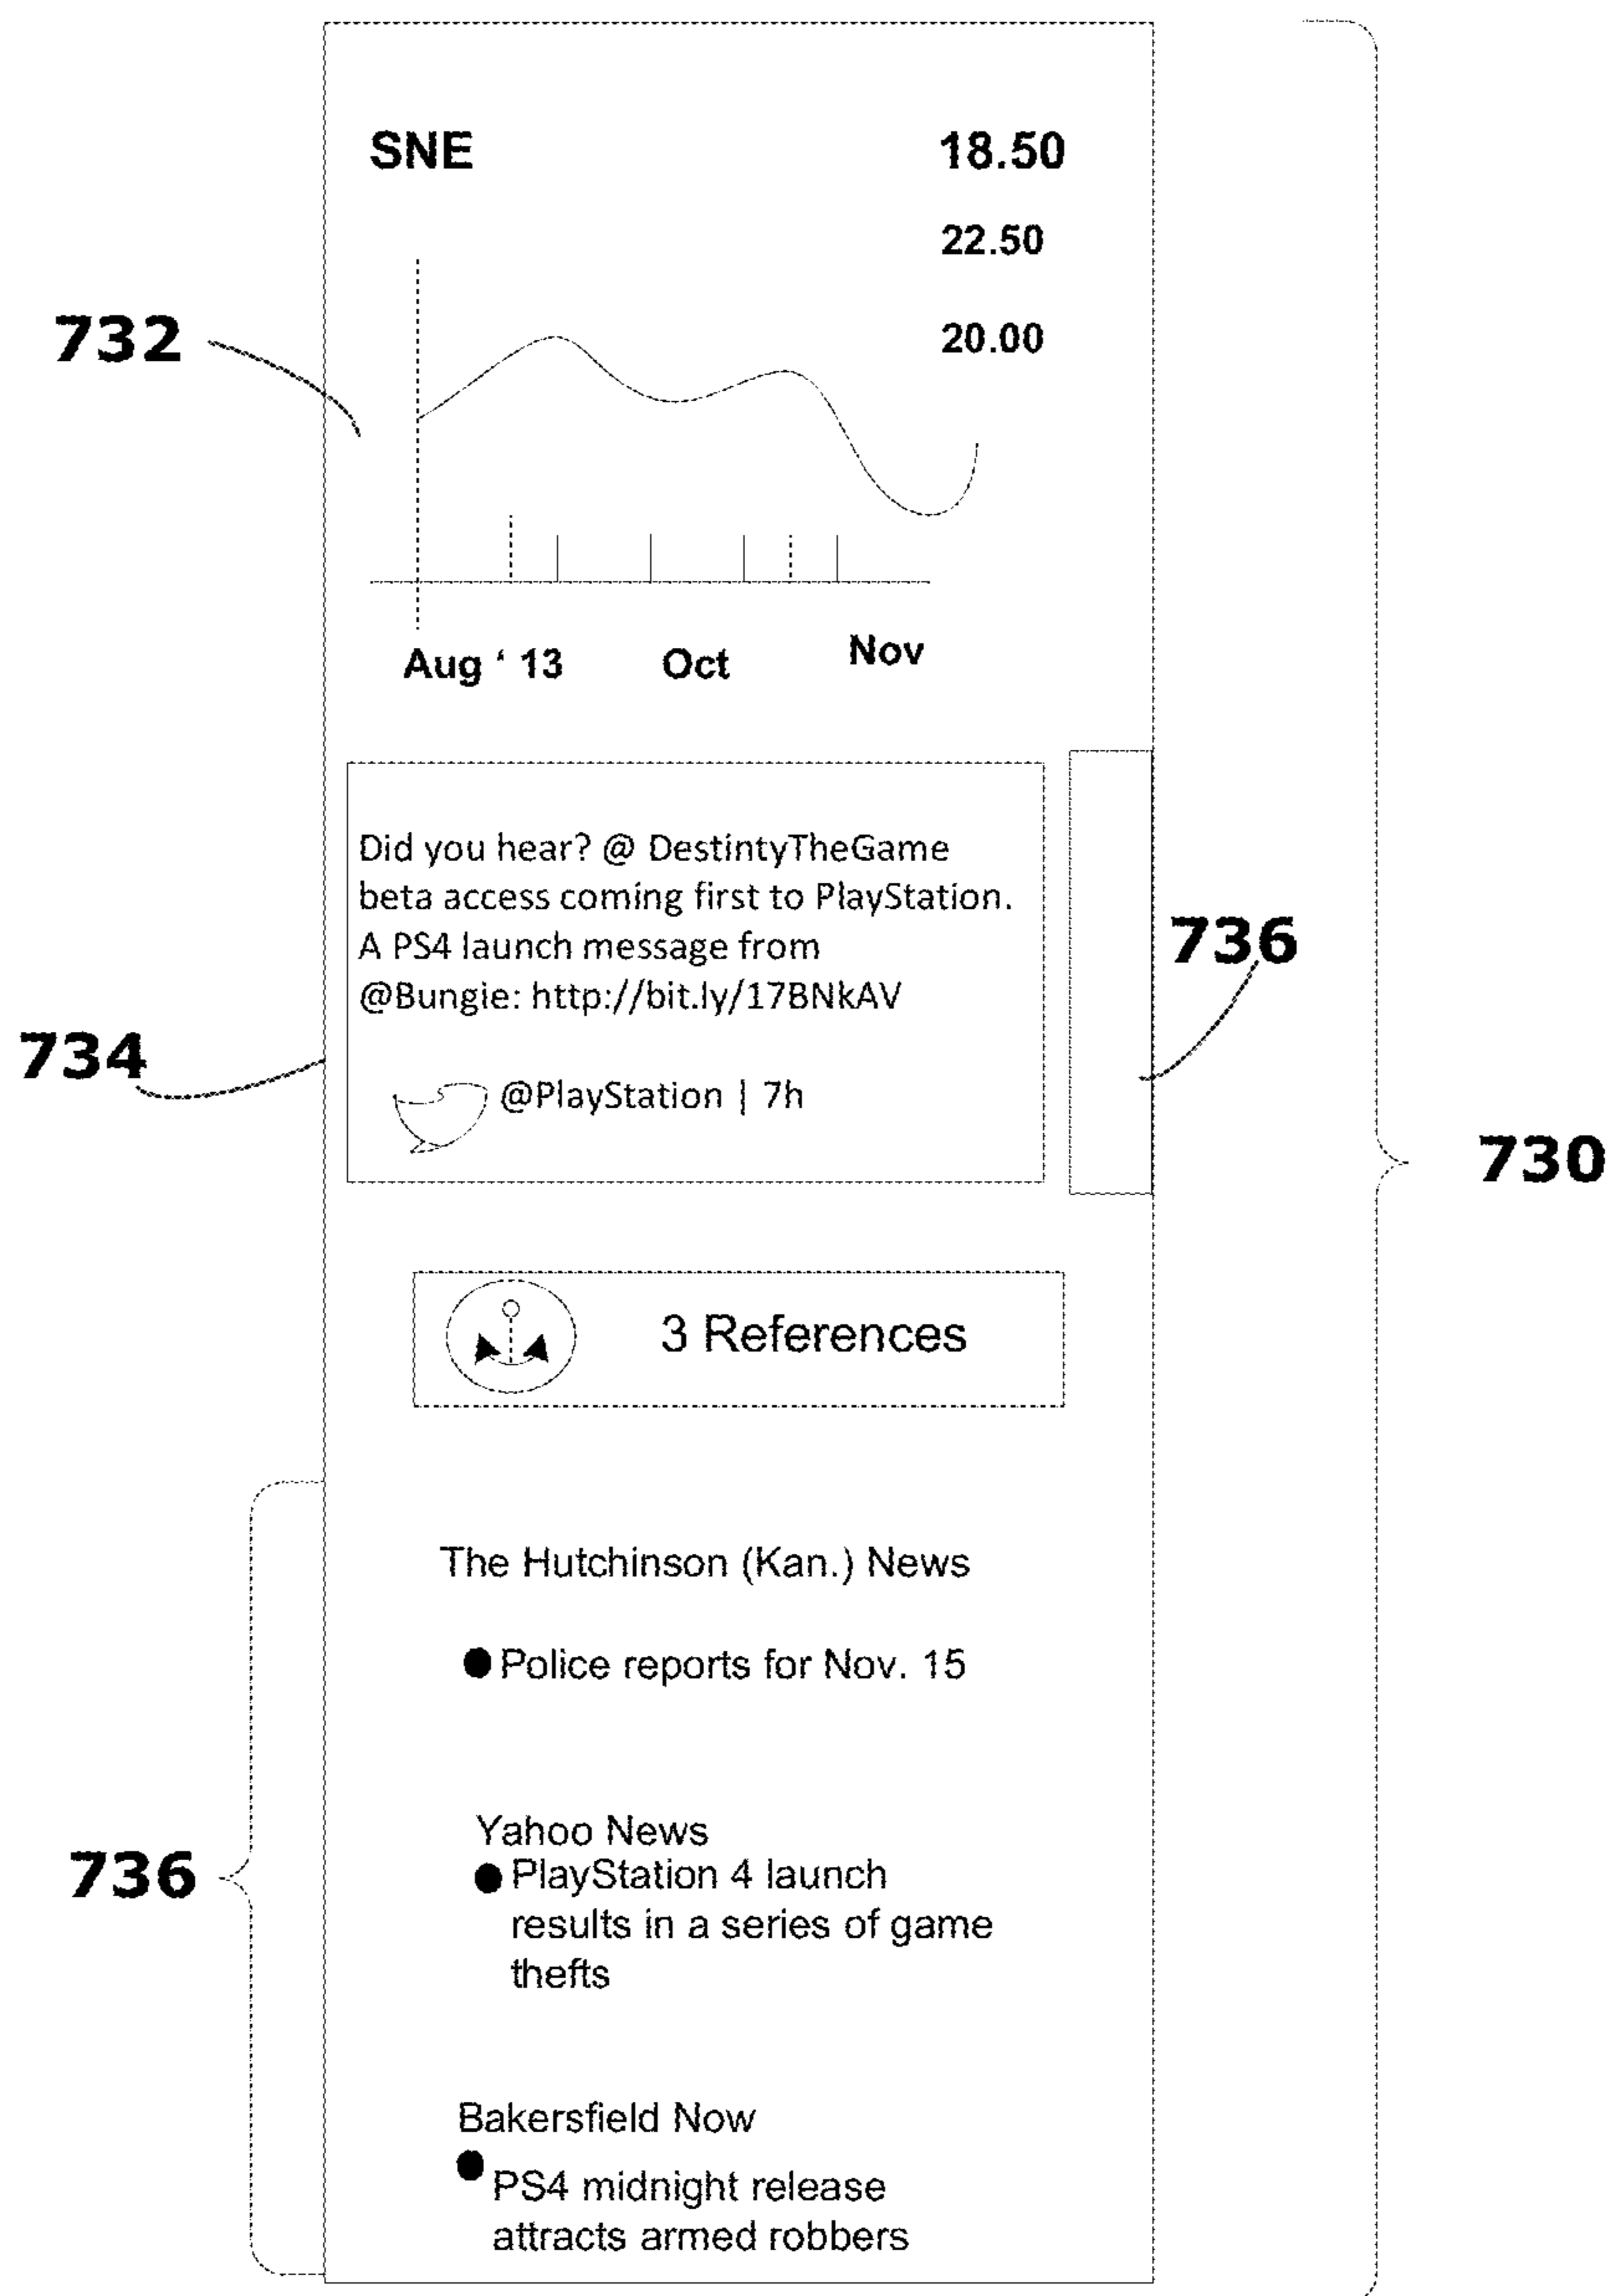 SNE 18.50
22.50
732
20.00
Aug ‘ 13 Oct Nov
Did you hear? @ DestintyTheGame
beta access coming first to PlayStation.
A PS4 launch message from
@Bungie: http://bit.ly/17BNkAV
736
734
@PlayStation | 7h
730
3 References
The Hutchinson (Kan.) News
● Police reports for Nov. 15
Yahoo News
● PlayStation 4 launch
results in a series of game
thefts
736
Bakersfield Now
● PS4 midnight release
attracts armed robbers